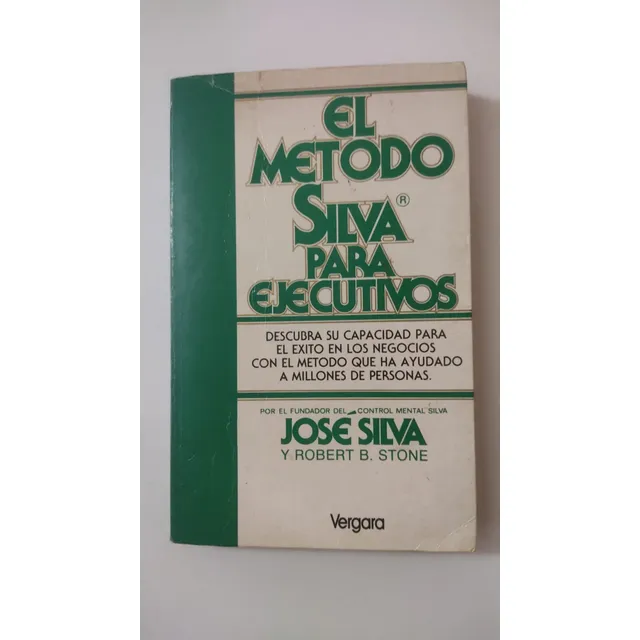 EL
METODO
SILVA®
PARA
EJECUTIVOS
DESCUBRA SU CAPACIDAD PARA
EL EXITO EN LOS NEGOCIOS
CON EL METODO QUE HA AYUDADO
A MILLONES DE PERSONAS.
POR EL FUNDADOR DEL CONTROL MENTAL SILVA
JOSÉ SILVA
Y ROBERT B. STONE
Vergara